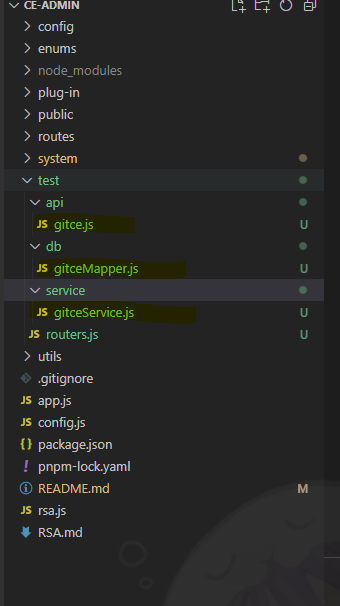 CE-ADMIN
config
enums
node_modules
plug-in
public
routes
system
test
api
JS gitce.js U
db
JS gitceMapper.js U
service
JS gitceService.js U
JS routers.js U
utils
.gitignore
JS app.js
JS config.js
{} package.json
! pnpm-lock.yaml
README.md M
JS rsa.js
RSA.md